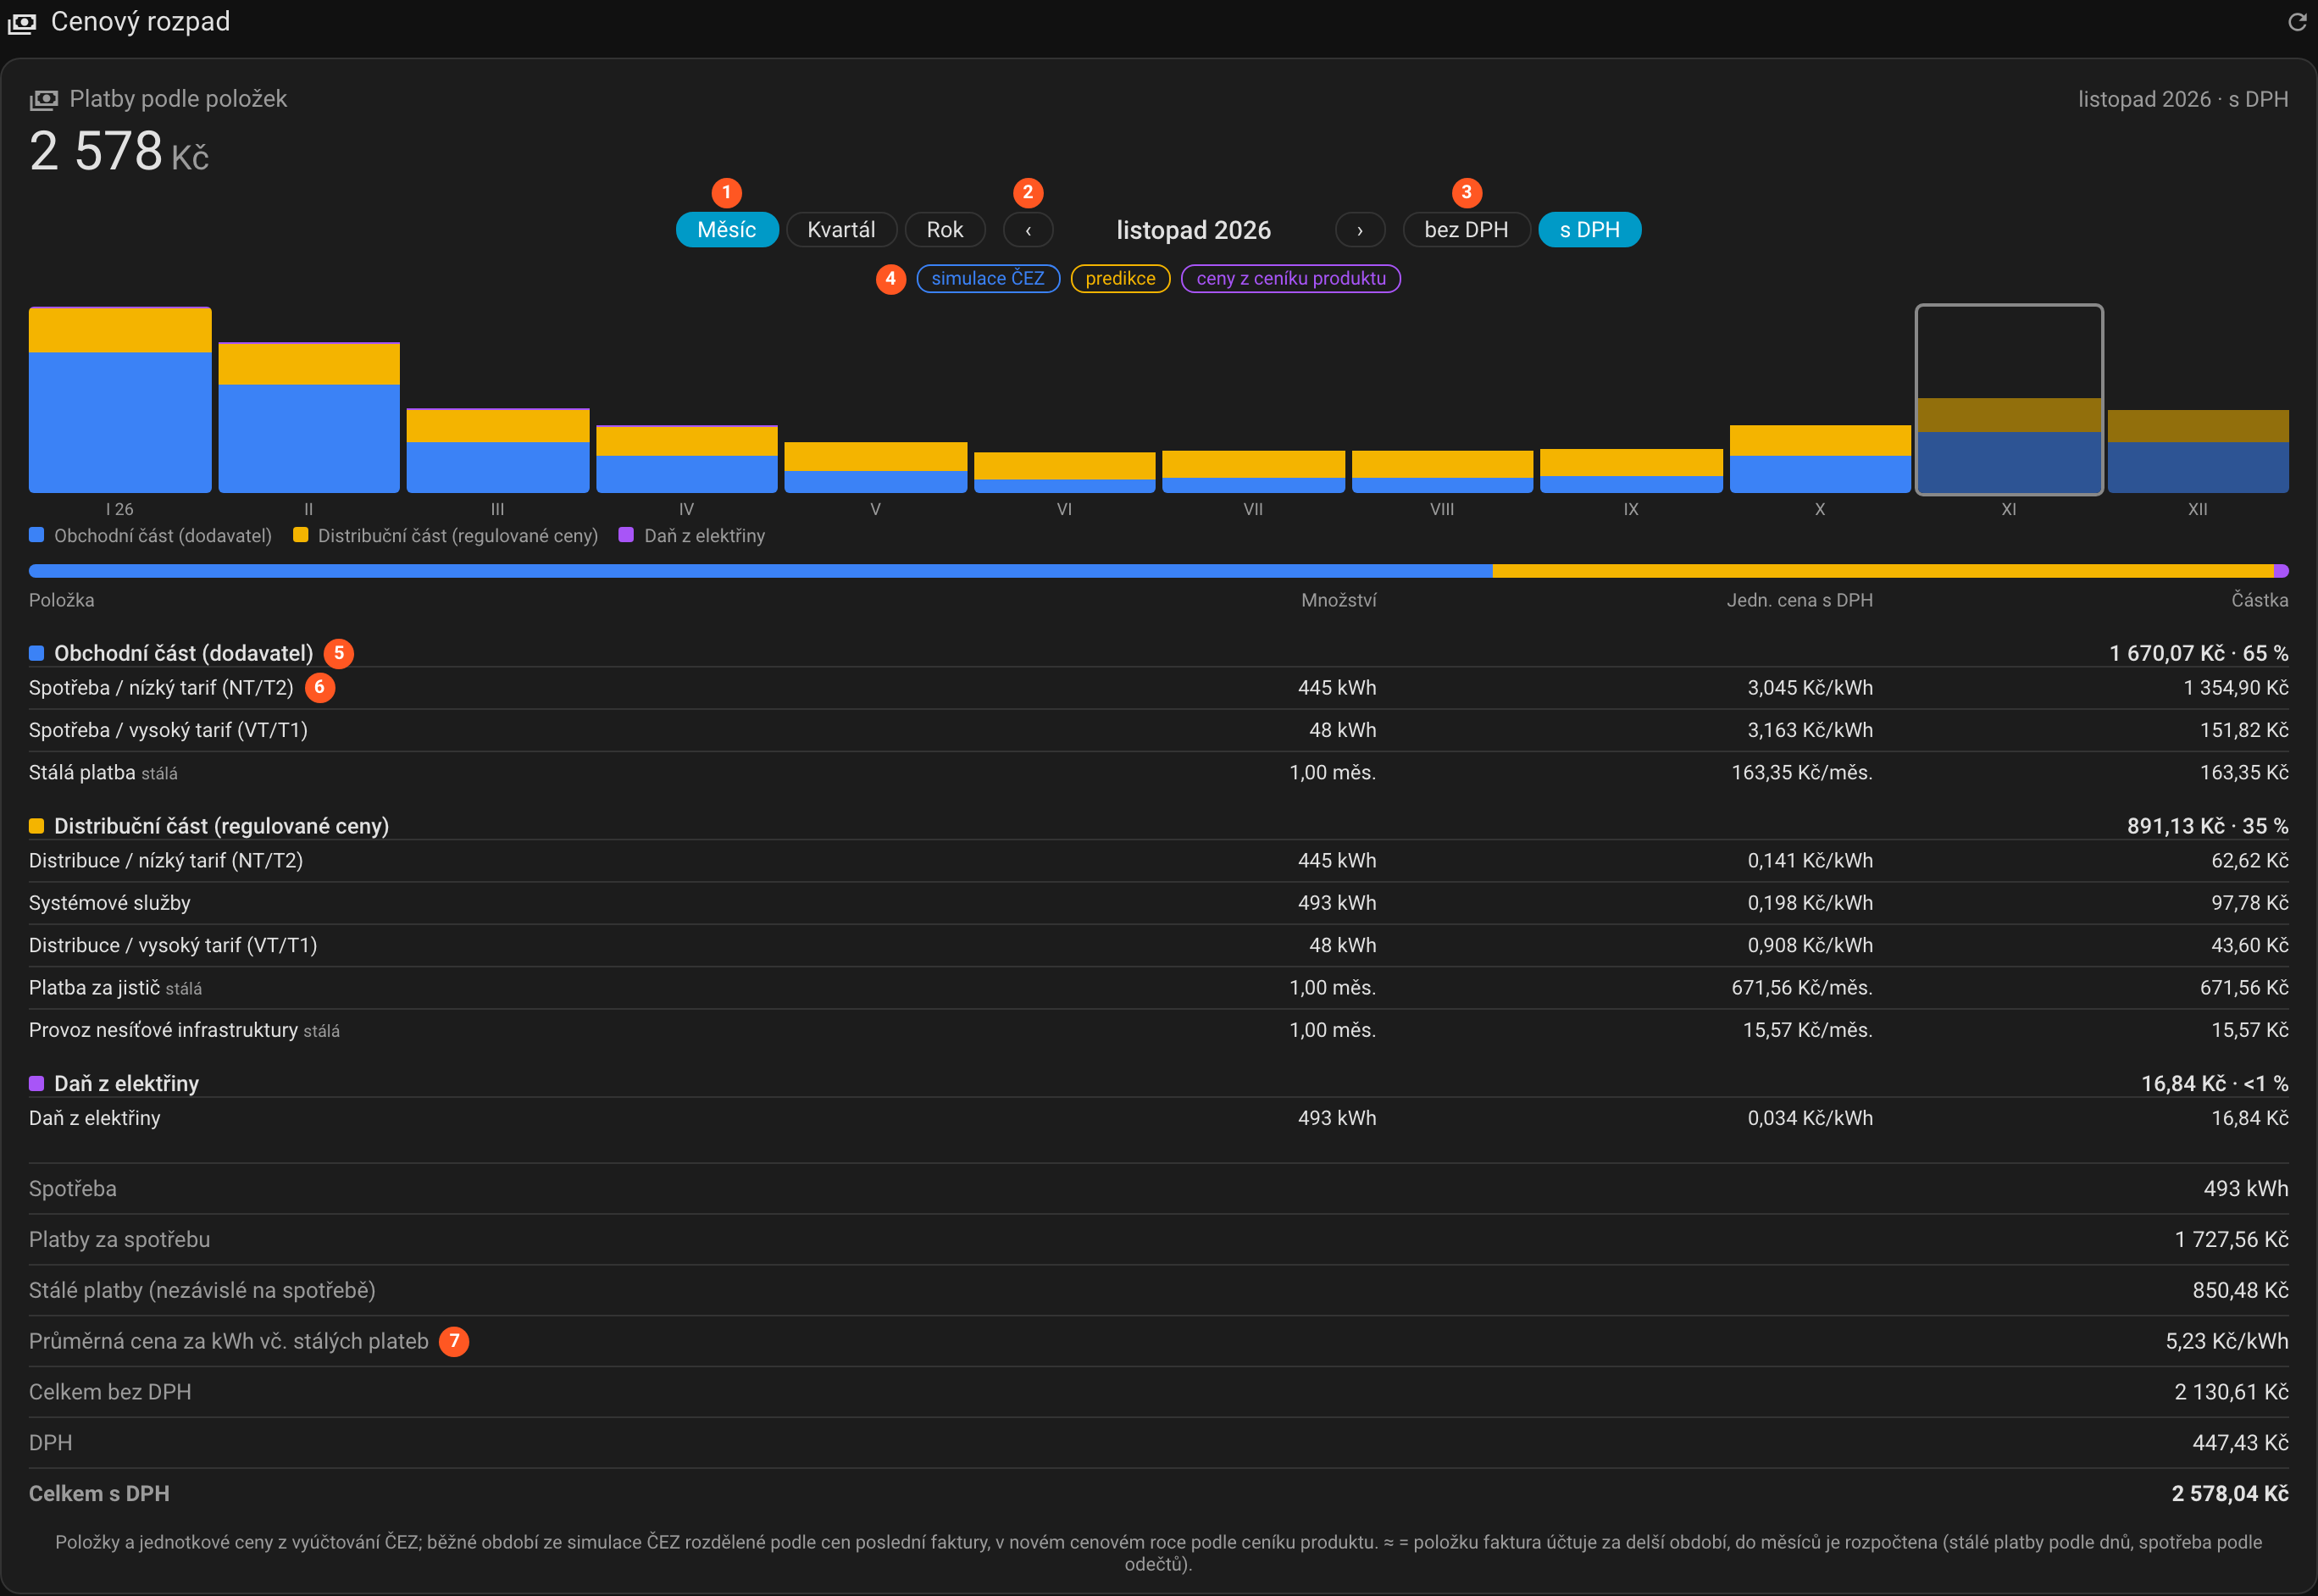 Cenový rozpad
Platby podle položek
listopad 2026 · s DPH
2 578 Kč
1 2 3
Měsíc Kvartál Rok ‹ listopad 2026 › bez DPH s DPH
4 simulace ČEZ predikce ceny z ceníku produktu
I 26 II III IV V VI VII VIII IX X XI XII
Obchodní část (dodavatel) Distribuční část (regulované ceny) Daň z elektřiny
Položka Množství Jedn. cena s DPH Částka
Obchodní část (dodavatel) 5 1 670,07 Kč · 65 %
Spotřeba / nízký tarif (NT/T2) 6 445 kWh 3,045 Kč/kWh 1 354,90 Kč
Spotřeba / vysoký tarif (VT/T1) 48 kWh 3,163 Kč/kWh 151,82 Kč
Stálá platba stálá 1,00 měs. 163,35 Kč/měs. 163,35 Kč
Distribuční část (regulované ceny) 891,13 Kč · 35 %
Distribuce / nízký tarif (NT/T2) 445 kWh 0,141 Kč/kWh 62,62 Kč
Systémové služby 493 kWh 0,198 Kč/kWh 97,78 Kč
Distribuce / vysoký tarif (VT/T1) 48 kWh 0,908 Kč/kWh 43,60 Kč
Platba za jistič stálá 1,00 měs. 671,56 Kč/měs. 671,56 Kč
Provoz nesíťové infrastruktury stálá 1,00 měs. 15,57 Kč/měs. 15,57 Kč
Daň z elektřiny 16,84 Kč · <1 %
Daň z elektřiny 493 kWh 0,034 Kč/kWh 16,84 Kč
Spotřeba 493 kWh
Platby za spotřebu 1 727,56 Kč
Stálé platby (nezávislé na spotřebě) 850,48 Kč
Průměrná cena za kWh vč. stálých plateb 7 5,23 Kč/kWh
Celkem bez DPH 2 130,61 Kč
DPH 447,43 Kč
Celkem s DPH 2 578,04 Kč
Položky a jednotkové ceny z vyúčtování ČEZ; běžné období ze simulace ČEZ rozdělené podle cen poslední faktury, v novém cenovém roce podle ceníku produktu. ≈ = položku faktura účtuje za delší období, do měsíců je rozpočtena (stálé platby podle dnů, spotřeba podle
odečtů).